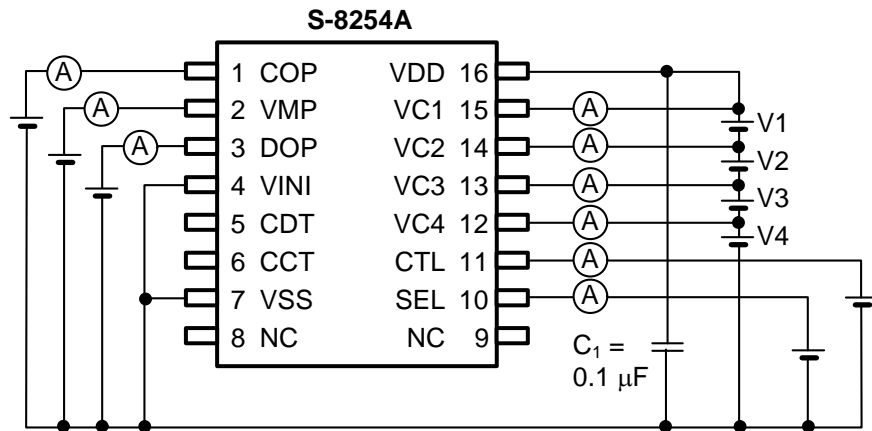 S-8254A
A
1 COP
VDD 16
A
2 VMP
VC1 15
A
V1
A
3 DOP
VC2 14
A
V2
4 VINI
VC3 13
A
V3
5 CDT
VC4 12
A
V4
6 CCT
CTL 11
A
7 VSS
SEL 10
A
8 NC
NC 9
C₁ =
0.1 μF